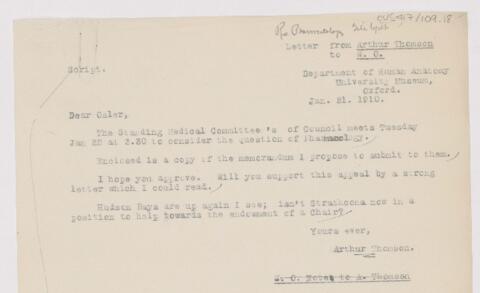 CUS417/109.18
Re Pharmacology
Letter from Arthur Thomson
to W. O.
Script.
Department of Human Anatomy
University Museum,
Oxford.
Jan. 21. 1910.
Dear Osler,
The Standing Medical Committee's of Council meets Tuesday
Jan 25 at 2.30 to consider the question of Pharmacology.
Enclosed is a copy of the memorandum I propose to submit to them.
I hope you approve. Will you support this appeal by a strong
letter which I could read.
Hudson Bays are up again I see; isn't Strathcona now in a
position to help towards the endowment of a Chair?
Yours ever,
Arthur Thomson.
W. O. Notes to A. Thomson